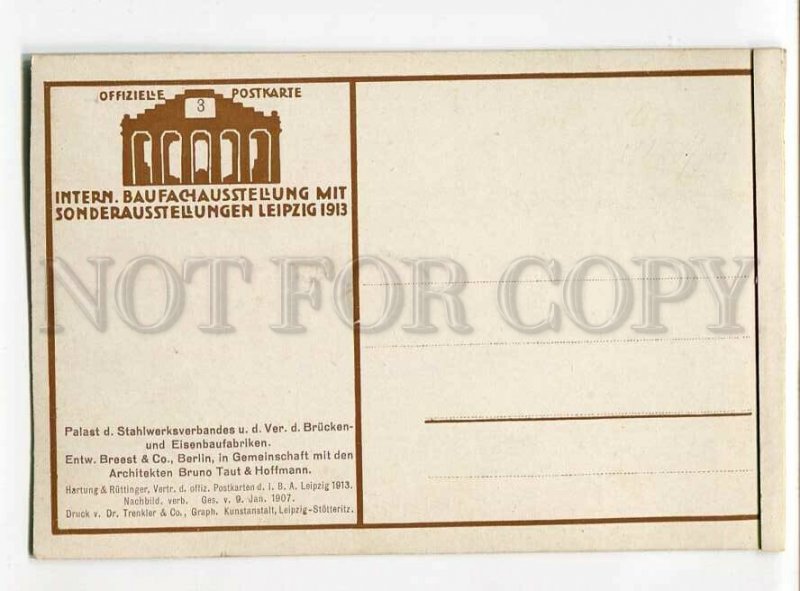 OFFIZIELLE POSTKARTE
3
INTERN. BAUFACHAUSSTELLUNG MIT
SONDERAUSSTELLUNGEN LEIPZIG 1913
NOT FOR COPY
Palast d. Stahlwerksverbandes u. d. Ver. d. Brücken-
und Eisenbaufabriken.
Entw. Breest & Co., Berlin, in Gemeinschaft mit den
Architekten Bruno Taut & Hoffmann.
Hartung & Rüttinger, Vertr. d. offiz. Postkarten d. I. B. A. Leipzig 1913.
Nachbild. verb. Ges. v. 9. Jan. 1907.
Druck v. Dr. Trenkler & Co., Graph. Kunstanstalt, Leipzig-Stötteritz.